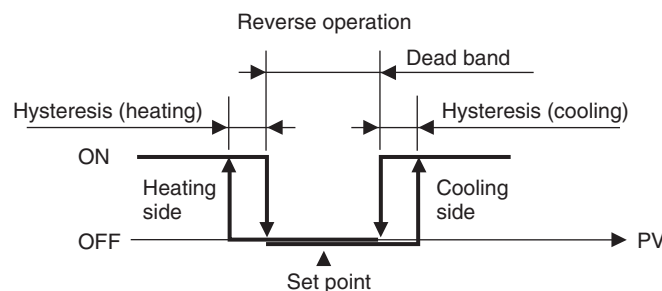 Reverse operation
Dead band
Hysteresis (heating)
Hysteresis (cooling)
ON
Heating
side
Cooling
side
OFF
PV
Set point